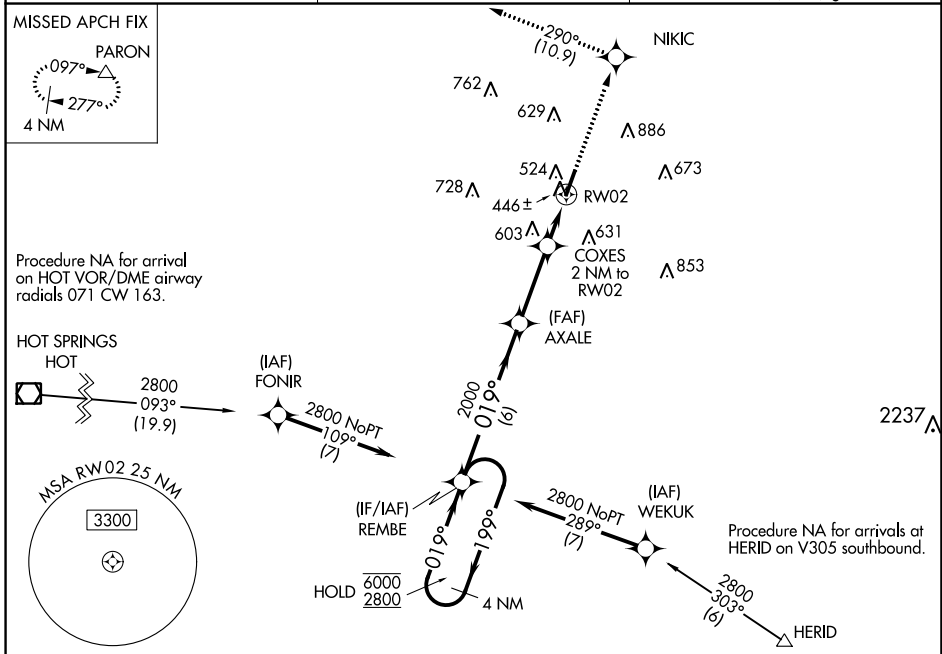 MISSED APCH FIX
PARON
097°
277°
4 NM
290°
(10.9)
NIKIC
762
629
886
524
673
728
446±
RW02
603
631
COXES
2 NM to
RW02
853
Procedure NA for arrival
on HOT VOR/DME airway
radials 071 CW 163.
(FAF)
AXALE
HOT SPRINGS
HOT
(IAF)
FONIR
2800
093°
(19.9)
2800 NoPT
109°
(7)
2000
019°
(6)
2237
MSA RW02 25 NM
3300
(IF/IAF)
REMBE
2800 NoPT
289°
(7)
(IAF)
WEKUK
019°
199°
Procedure NA for arrivals at
HERID on V305 southbound.
HOLD
6000
2800
4 NM
2800
303°
(6)
HERID